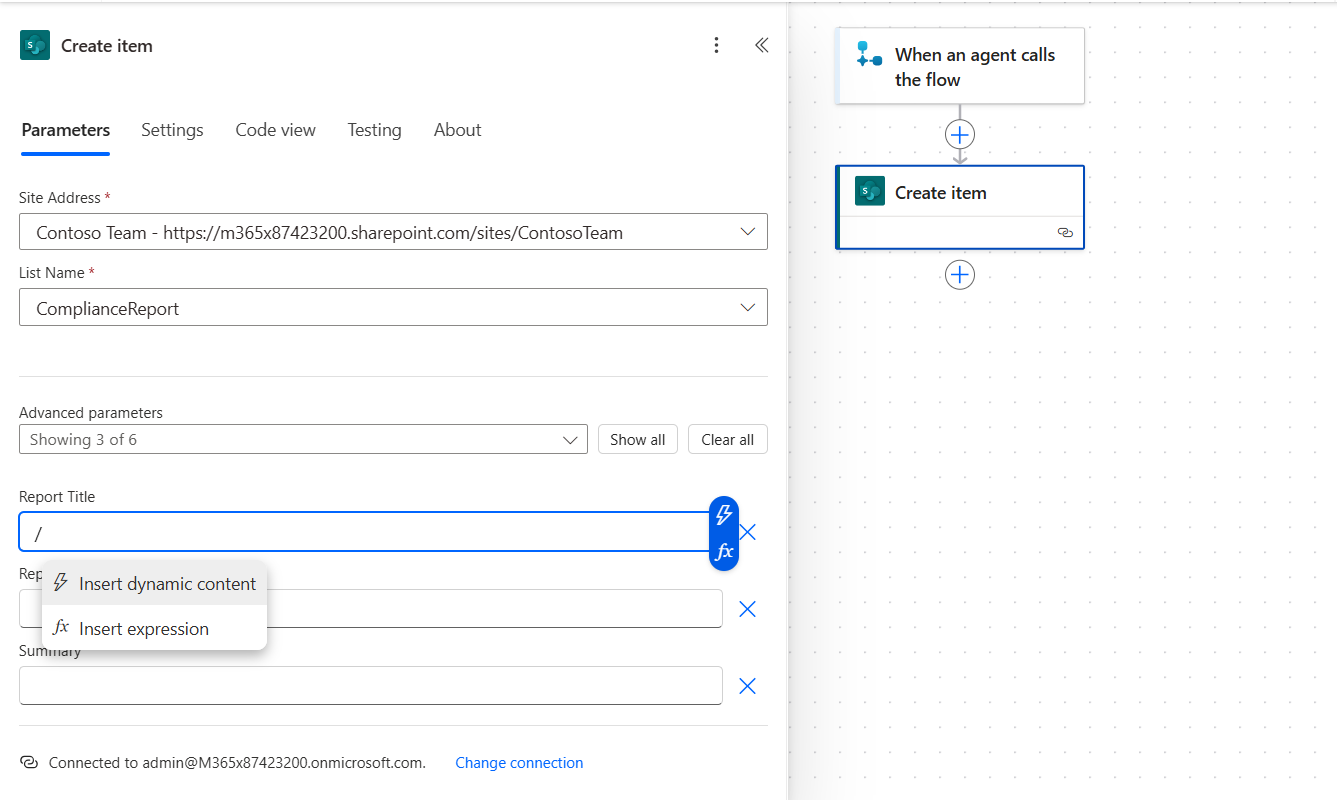 Create item
Parameters Settings Code view Testing About
Site Address *
Contoso Team - https://m365x87423200.sharepoint.com/sites/ContosoTeam
List Name *
ComplianceReport
Advanced parameters
Showing 3 of 6 Show all Clear all
Report Title
/
fx
Rep
Insert dynamic content
fx Insert expression
Summary
Connected to admin@M365x87423200.onmicrosoft.com. Change connection
When an agent calls
the flow
S Create item